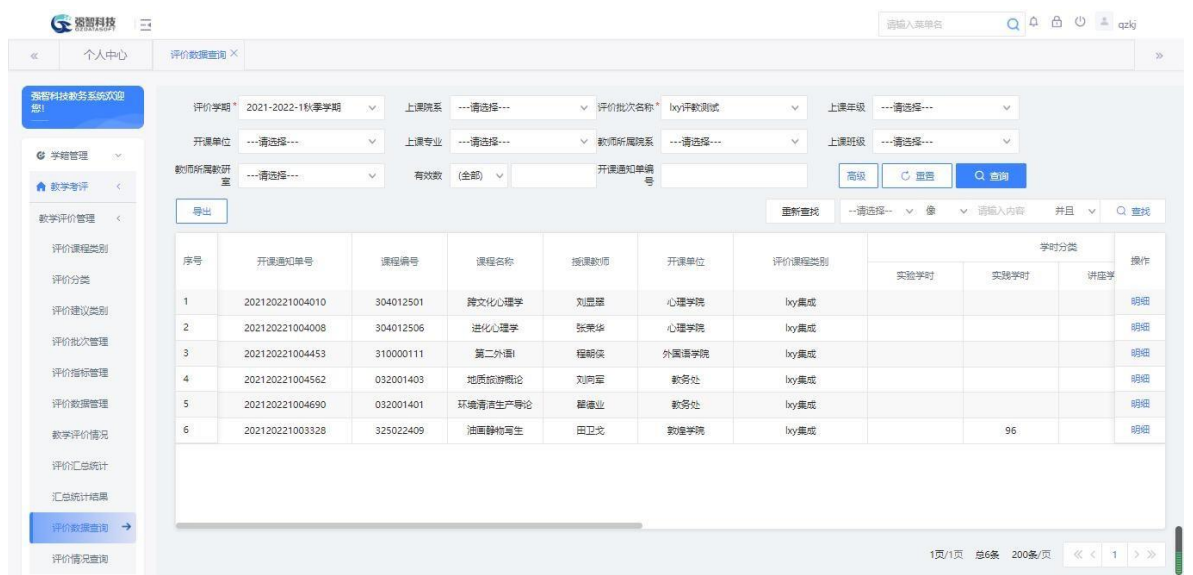 强智科技
QZDATASOFT
请输入菜单名
qzkj
个人中心
评价数据查询
强智科技教务系统欢迎
您!
学籍管理
教学考评
教学评价管理
评价课程类别
评价分类
评价建议类别
评价批次管理
评价指标管理
评价数据管理
教学评价情况
评价汇总统计
汇总统计结果
评价数据查询
评价情况查询
评价学期* 2021-2022-1秋季学期 上课院系 ---请选择--- 评价批次名称* lxy评教测试 上课年级 ---请选择---
开课单位 ---请选择--- 上课专业 ---请选择--- 教师所属院系 ---请选择--- 上课班级 ---请选择---
教师所属教研室 ---请选择--- 有效数 (全部) 开课通知单编号 高级 重置 查询
导出 重新查找 --请选择-- 像 请输入内容 并且 查找
序号 开课通知单号 课程编号 课程名称 授课教师 开课单位 评价课程类别 学时分类 操作
实验学时 实践学时 讲座学
1 202120221004010 304012501 跨文化心理学 刘显翠 心理学院 lxy集成 明细
2 202120221004008 304012506 进化心理学 张荣华 心理学院 lxy集成 明细
3 202120221004453 310000111 第二外语I 程朝侠 外国语学院 lxy集成 明细
4 202120221004562 032001403 地质旅游概论 刘向军 教务处 lxy集成 明细
5 202120221004690 032001401 环境清洁生产导论 翟德业 教务处 lxy集成 明细
6 202120221003328 325022409 油画静物写生 田卫戈 敦煌学院 lxy集成 96 明细
1页/1页 总6条 200条/页 1